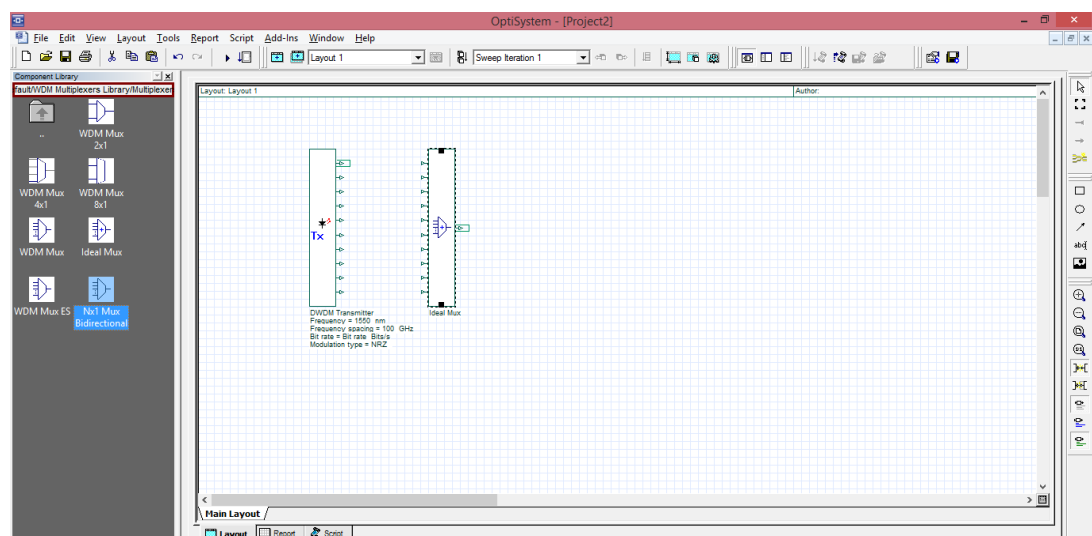 OptiSystem - [Project2]
File Edit View Layout Tools Report Script Add-Ins Window Help
Layout 1
Sweep Iteration 1
Component Library
fault/WDM Multiplexers Library/Multiplexer
..
WDM Mux
2x1
WDM Mux
4x1
WDM Mux
8x1
WDM Mux
Ideal Mux
WDM Mux ES
Nx1 Mux
Bidirectional
Layout: Layout 1
Author:
Tx
DWDM Transmitter
Frequency = 1550 nm
Frequency spacing = 100 GHz
Bit rate = Bit rate Bits/s
Modulation type = NRZ
Ideal Mux
Main Layout
Layout Report Script